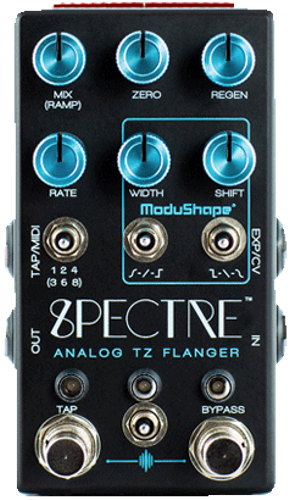 MIX (RAMP) ZERO REGEN
RATE WIDTH SHIFT
ModuShape®
TAP/MIDI
1 2 4
(3 6 8)
EXP/CV
OUT
SPECTRE™
IN
ANALOG TZ FLANGER
TAP BYPASS